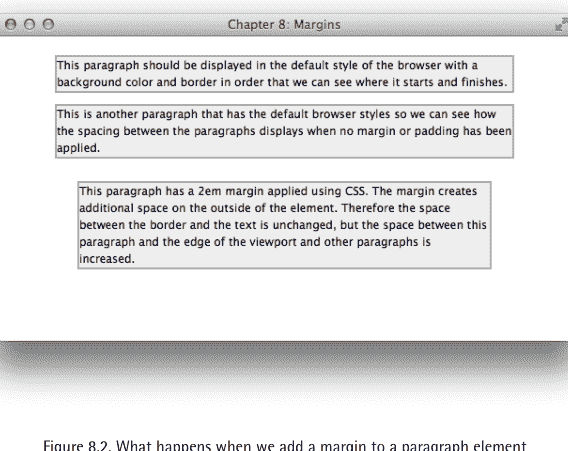 Chapter 8: Margins
This paragraph should be displayed in the default style of the browser with a
background color and border in order that we can see where it starts and finishes.
This is another paragraph that has the default browser styles so we can see how
the spacing between the paragraphs displays when no margin or padding has been
applied.
This paragraph has a 2em margin applied using CSS. The margin creates
additional space on the outside of the element. Therefore the space
between the border and the text is unchanged, but the space between this
paragraph and the edge of the viewport and other paragraphs is
increased.
Figure 8.2. What happens when we add a margin to a paragraph element